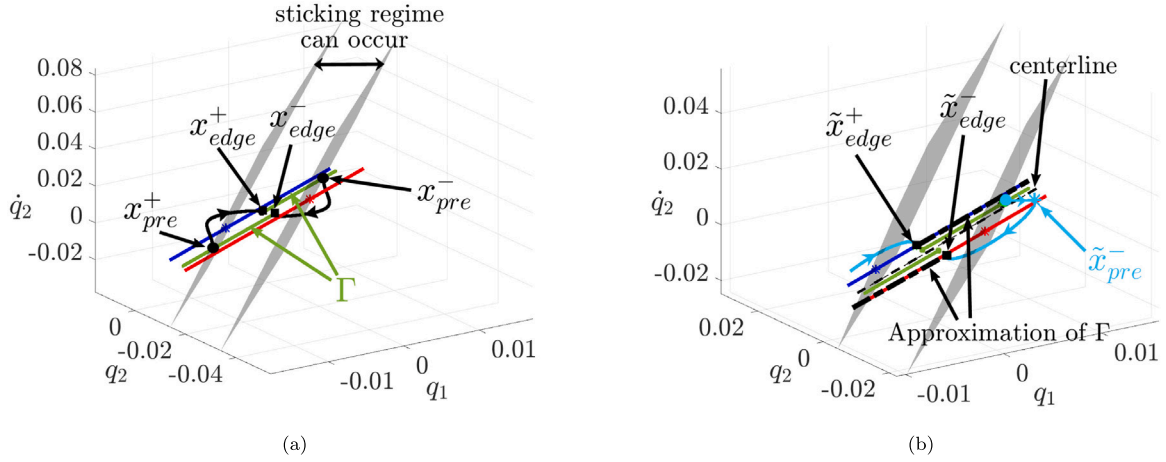 sticking regime
can occur
0.08
0.06
0.04
0.02
0
-0.02
q̇₂
x⁺edge
x⁻edge
x⁺pre
x⁻pre
Γ
0
-0.02
-0.04
q₂
-0.01
0
0.01
q₁
(a)
centerline
0.04
0.02
0
-0.02
q̇₂
x̃⁺edge
x̃⁻edge
x̃⁻pre
Approximation of Γ
0.02
0
-0.02
q₂
-0.01
0
0.01
q₁
(b)